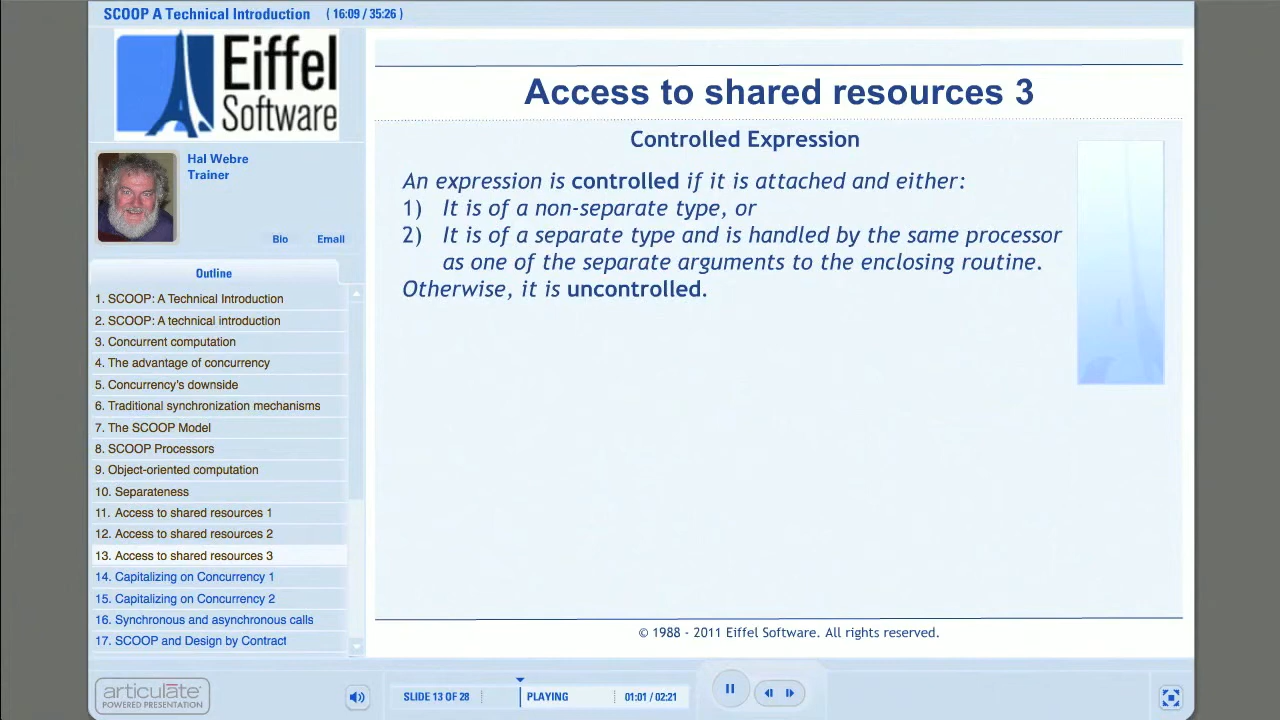 SCOOP A Technical Introduction ( 16:09 / 35:26 )
Eiffel
Software
Hal Webre
Trainer
Bio Email
Outline
1. SCOOP: A Technical Introduction
2. SCOOP: A technical introduction
3. Concurrent computation
4. The advantage of concurrency
5. Concurrency's downside
6. Traditional synchronization mechanisms
7. The SCOOP Model
8. SCOOP Processors
9. Object-oriented computation
10. Separateness
11. Access to shared resources 1
12. Access to shared resources 2
13. Access to shared resources 3
14. Capitalizing on Concurrency 1
15. Capitalizing on Concurrency 2
16. Synchronous and asynchronous calls
17. SCOOP and Design by Contract
Access to shared resources 3
Controlled Expression
An expression is controlled if it is attached and either:
1) It is of a non-separate type, or
2) It is of a separate type and is handled by the same processor
as one of the separate arguments to the enclosing routine.
Otherwise, it is uncontrolled.
© 1988 - 2011 Eiffel Software. All rights reserved.
articulate
POWERED PRESENTATION
SLIDE 13 OF 28 PLAYING 01:01 / 02:21